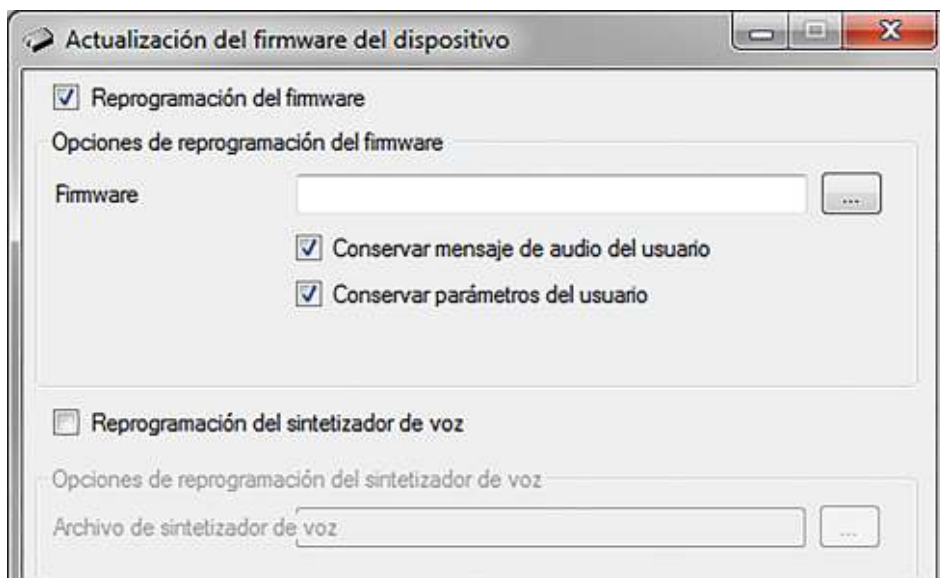 Actualización del firmware del dispositivo
Reprogramación del firmware
Opciones de reprogramación del firmware
Firmware
...
Conservar mensaje de audio del usuario
Conservar parámetros del usuario
Reprogramación del sintetizador de voz
Opciones de reprogramación del sintetizador de voz
Archivo de sintetizador de voz
...